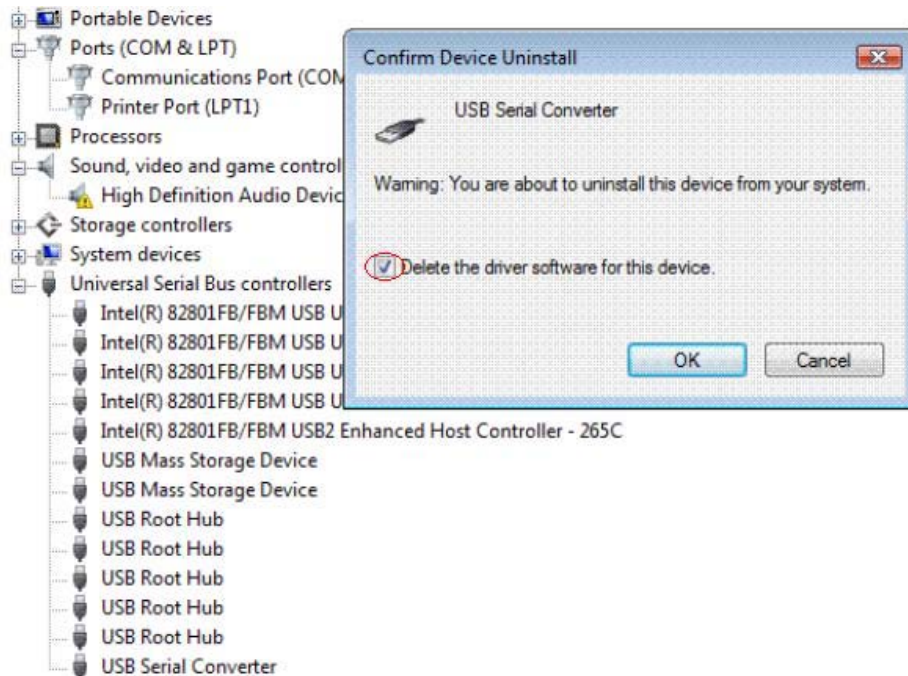 Portable Devices
Ports (COM & LPT)
Communications Port (COM
Printer Port (LPT1)
Processors
Sound, video and game control
High Definition Audio Devic
Storage controllers
System devices
Universal Serial Bus controllers
Intel(R) 82801FB/FBM USB U
Intel(R) 82801FB/FBM USB U
Intel(R) 82801FB/FBM USB U
Intel(R) 82801FB/FBM USB U
Intel(R) 82801FB/FBM USB2 Enhanced Host Controller - 265C
USB Mass Storage Device
USB Mass Storage Device
USB Root Hub
USB Root Hub
USB Root Hub
USB Root Hub
USB Root Hub
USB Serial Converter
Confirm Device Uninstall
USB Serial Converter
Warning: You are about to uninstall this device from your system.
Delete the driver software for this device.
OK
Cancel